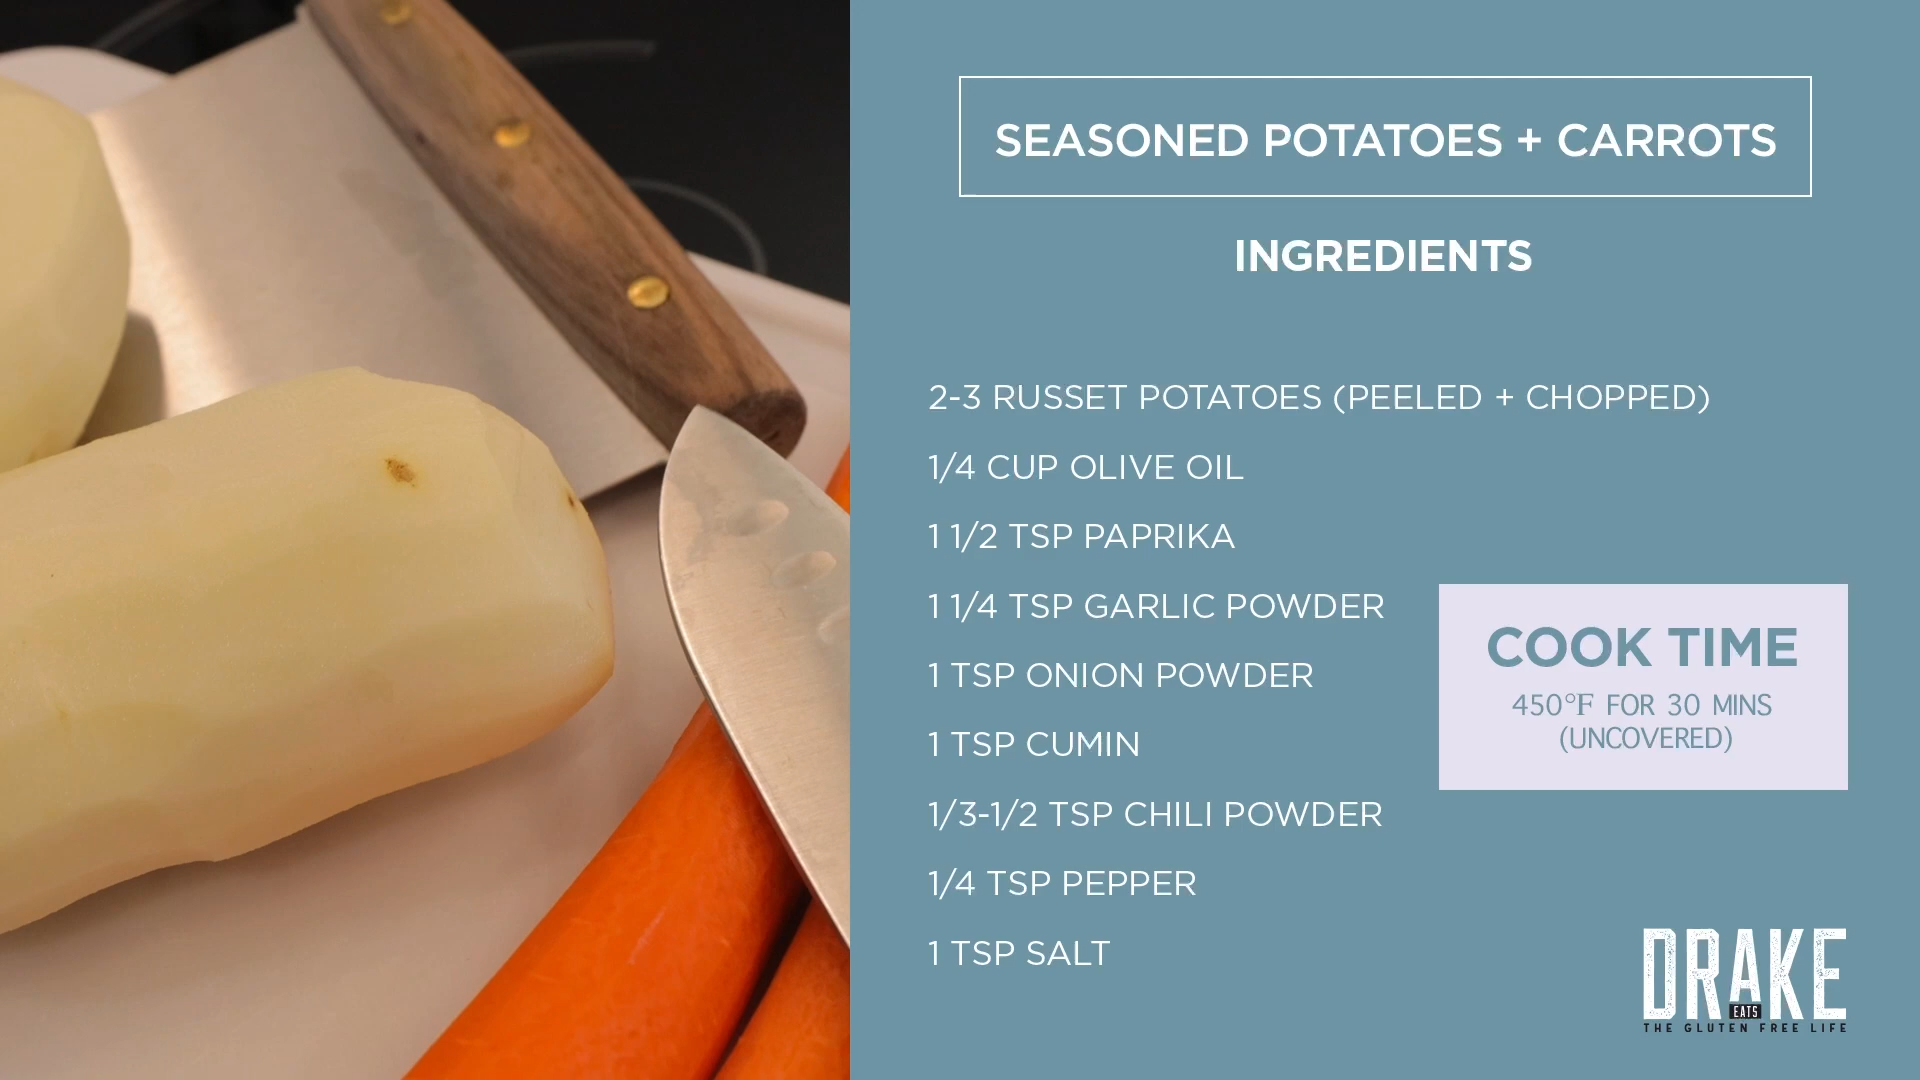 SEASONED POTATOES + CARROTS
INGREDIENTS
2-3 RUSSET POTATOES (PEELED + CHOPPED)
1/4 CUP OLIVE OIL
1 1/2 TSP PAPRIKA
1 1/4 TSP GARLIC POWDER
1 TSP ONION POWDER
1 TSP CUMIN
1/3-1/2 TSP CHILI POWDER
1/4 TSP PEPPER
1 TSP SALT
COOK TIME
450°F FOR 30 MINS
(UNCOVERED)
DRAKE
EATS
THE GLUTEN FREE LIFE